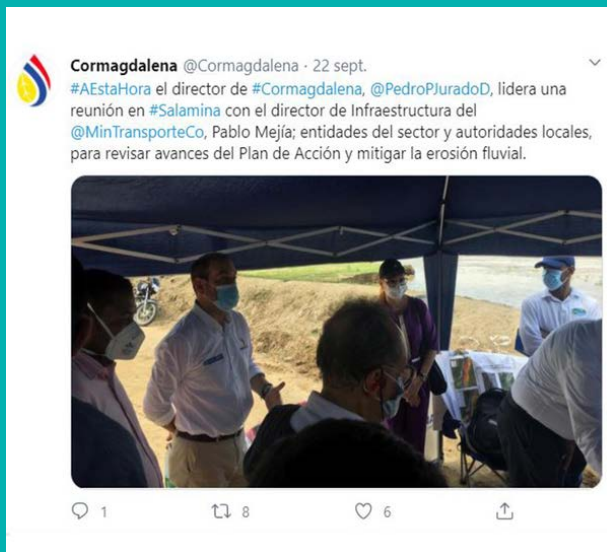 Cormagdalena @Cormagdalena · 22 sept.
#AEstaHora el director de #Cormagdalena, @PedroPJuradoD, lidera una
reunión en #Salamina con el director de Infraestructura del
@MinTransporteCo, Pablo Mejía; entidades del sector y autoridades locales,
para revisar avances del Plan de Acción y mitigar la erosión fluvial.
1 8 6